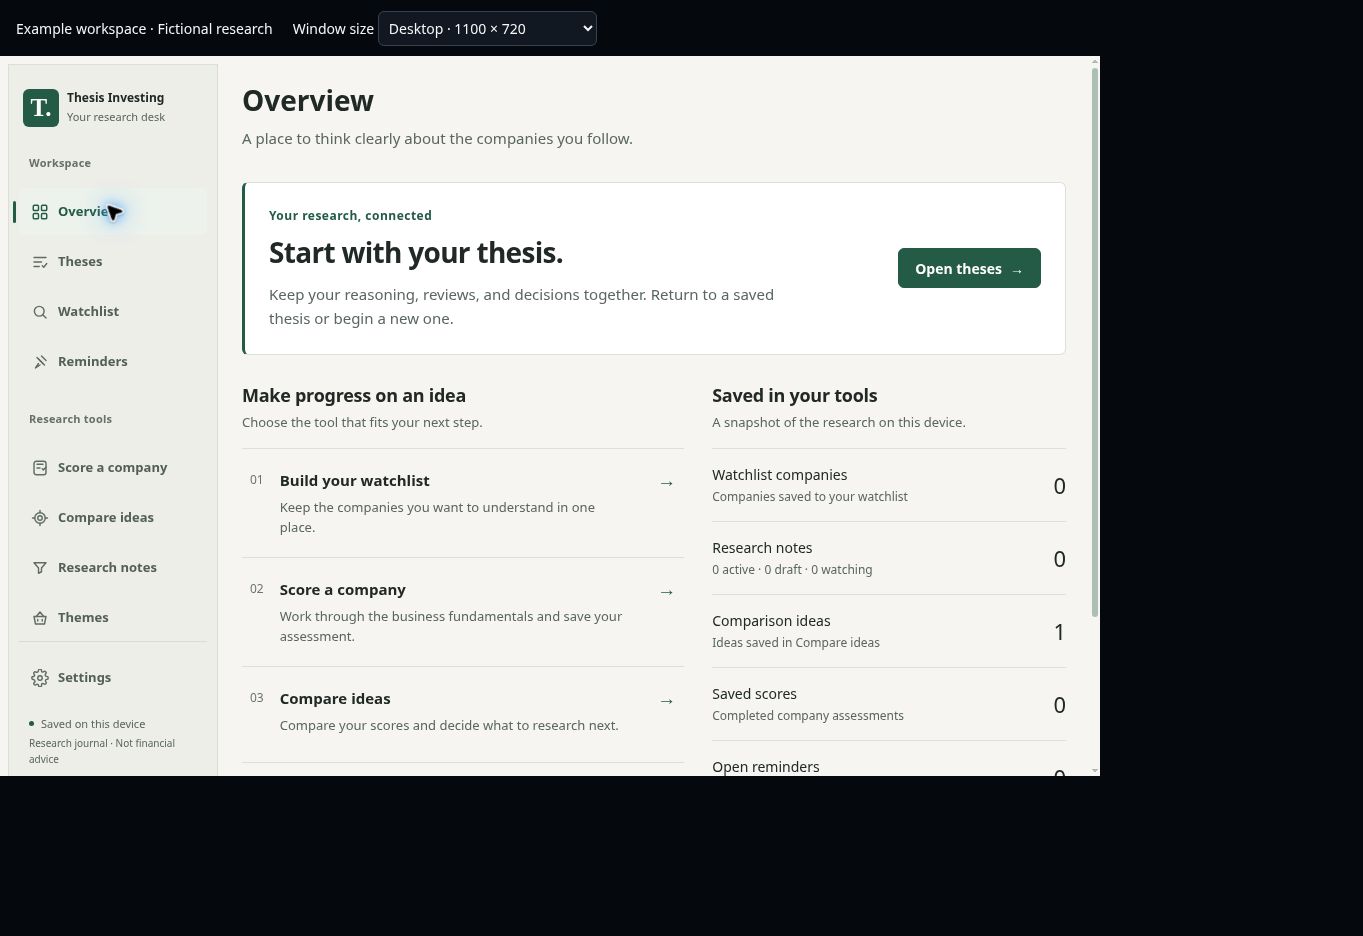 Example workspace · Fictional research
Window size
Desktop · 1100 × 720
T.
Thesis Investing
Your research desk
Workspace
Overview
Theses
Watchlist
Reminders
Research tools
Score a company
Compare ideas
Research notes
Themes
Settings
Saved on this device
Research journal · Not financial
advice
Overview
A place to think clearly about the companies you follow.
Your research, connected
Start with your thesis.
Keep your reasoning, reviews, and decisions together. Return to a saved
thesis or begin a new one.
Open theses →
Make progress on an idea
Choose the tool that fits your next step.
01
Build your watchlist →
Keep the companies you want to understand in one
place.
02
Score a company →
Work through the business fundamentals and save your
assessment.
03
Compare ideas →
Compare your scores and decide what to research next.
Saved in your tools
A snapshot of the research on this device.
Watchlist companies
Companies saved to your watchlist
0
Research notes
0 active · 0 draft · 0 watching
0
Comparison ideas
Ideas saved in Compare ideas
1
Saved scores
Completed company assessments
0
Open reminders